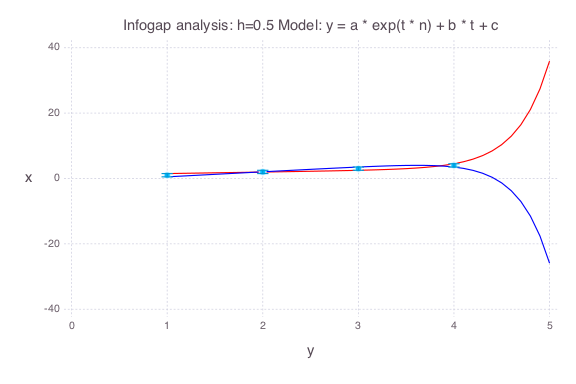 Infogap analysis: h=0.5 Model: y = a * exp(t * n) + b * t + c
40
20
x
0
-20
-40
0 1 2 3 4 5
y